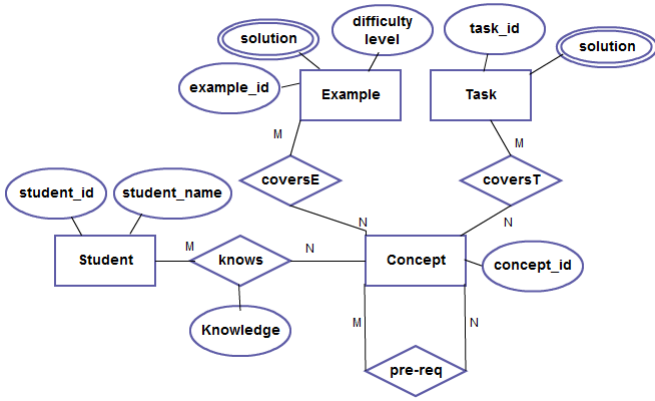 solution
difficulty
level
task_id
solution
example_id
Example
Task
M
M
coversE
coversT
student_id
student_name
N
N
Student
M
knows
N
Concept
concept_id
Knowledge
M
N
pre-req